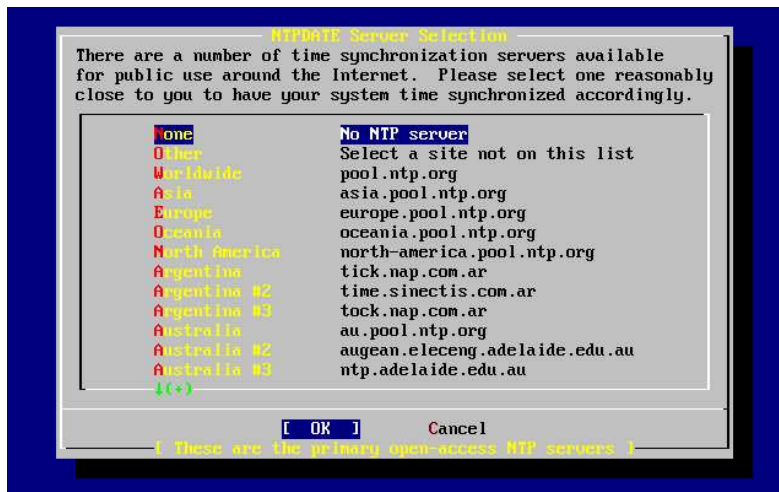 NTPDATE Server Selection
There are a number of time synchronization servers available
for public use around the Internet.  Please select one reasonably
close to you to have your system time synchronized accordingly.
None No NTP server
Other Select a site not on this list
Worldwide pool.ntp.org
Asia asia.pool.ntp.org
Europe europe.pool.ntp.org
Oceania oceania.pool.ntp.org
North America north-america.pool.ntp.org
Argentina tick.nap.com.ar
Argentina #2 time.sinectis.com.ar
Argentina #3 tock.nap.com.ar
Australia au.pool.ntp.org
Australia #2 augean.eleceng.adelaide.edu.au
Australia #3 ntp.adelaide.edu.au
↓(+)
[ OK ] Cancel
[ These are the primary open-access NTP servers ]